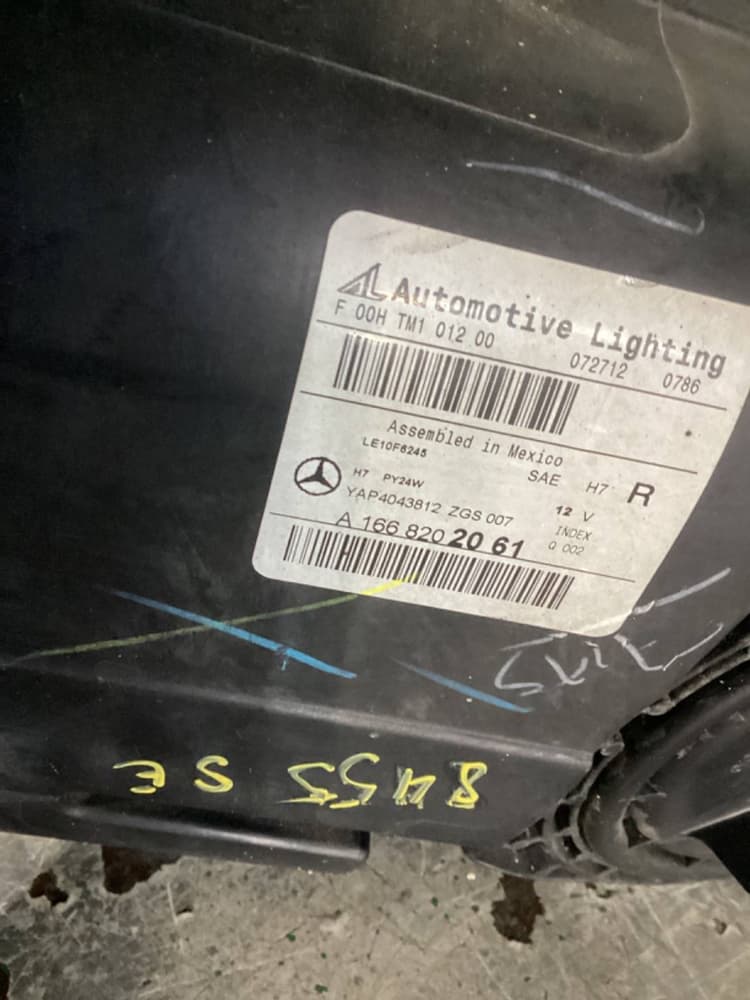 AL Automotive Lighting
F 00H TM1 012 00 072712 0786
Assembled in Mexico
LE10F6245
SAE H7 R
H7 PY24W
YAP4043812 ZGS 007 12 V
A 166 820 20 61 INDEX
Q 002
8455 SE